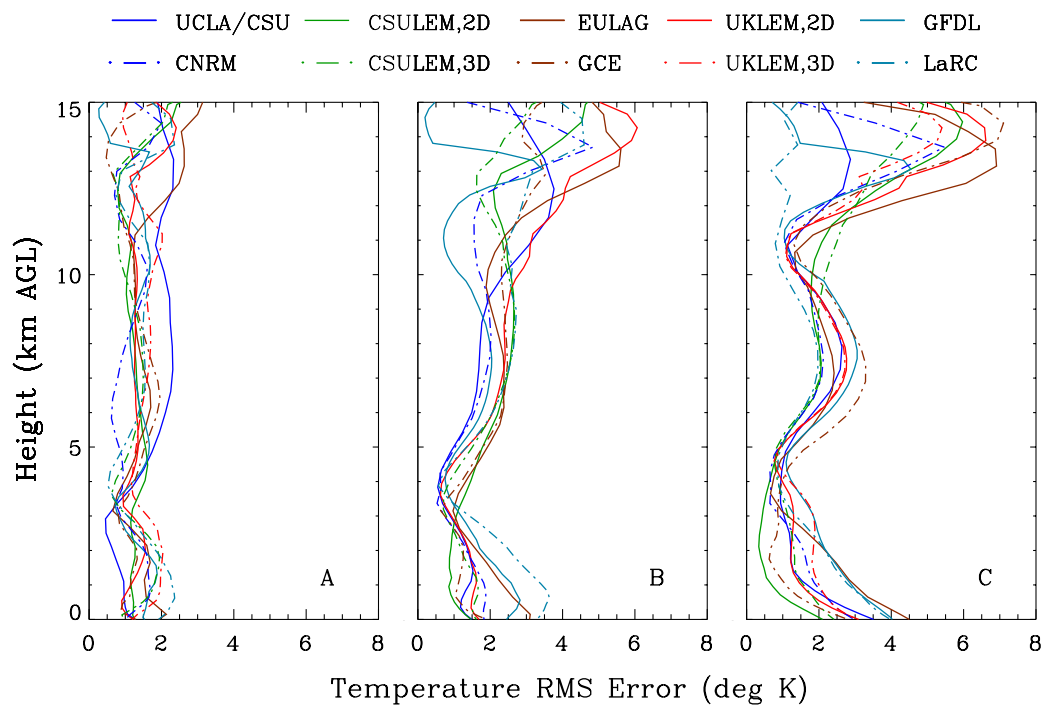 UCLA/CSU CSULEM,2D EULAG UKLEM,2D GFDL
CNRM CSULEM,3D GCE UKLEM,3D LaRC
15
10
5
0
Height (km AGL)
A B C
0 2 4 6 8 0 2 4 6 8 0 2 4 6 8
Temperature RMS Error (deg K)